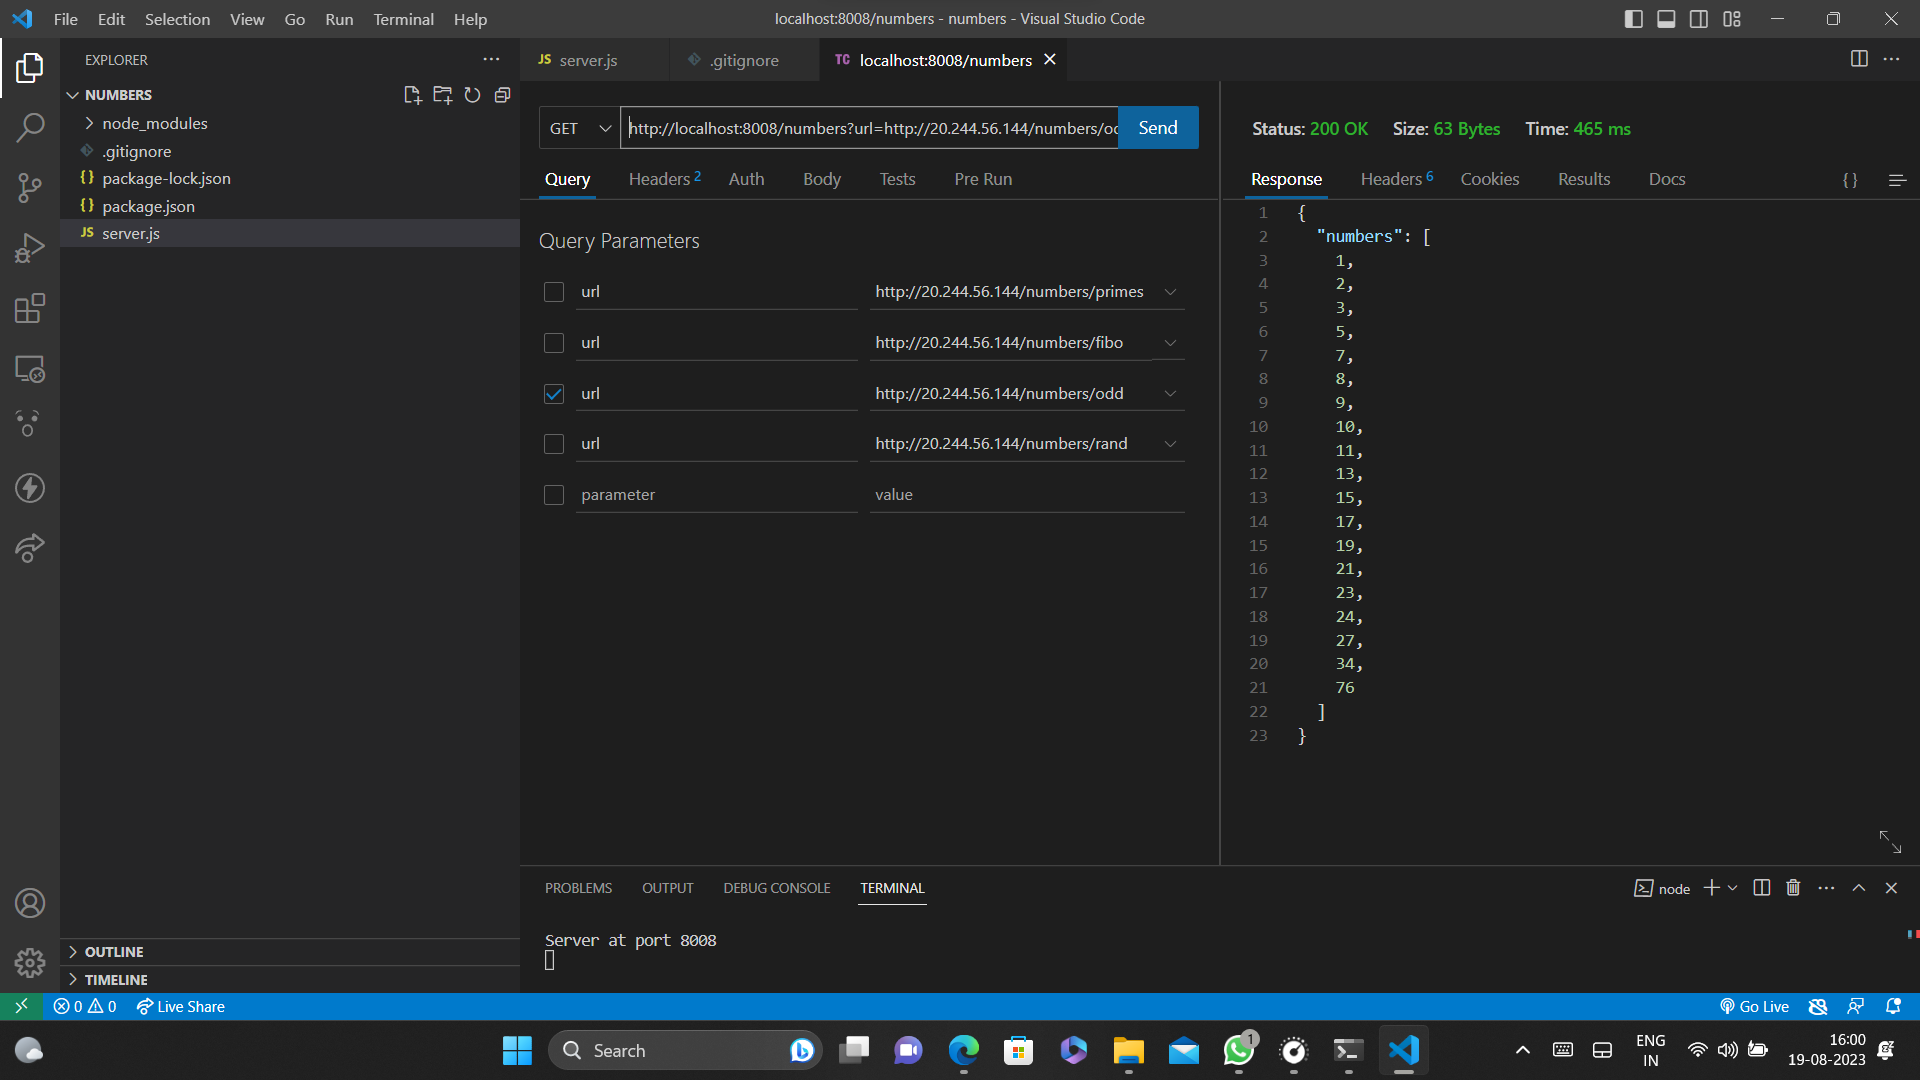 File Edit Selection View Go Run Terminal Help
localhost:8008/numbers - numbers - Visual Studio Code
EXPLORER
NUMBERS
node_modules
.gitignore
{} package-lock.json
{} package.json
JS server.js
OUTLINE
TIMELINE
JS server.js
.gitignore
TC localhost:8008/numbers
GET
http://localhost:8008/numbers?url=http://20.244.56.144/numbers/od
Send
Query Headers 2 Auth Body Tests Pre Run
Query Parameters
url http://20.244.56.144/numbers/primes
url http://20.244.56.144/numbers/fibo
url http://20.244.56.144/numbers/odd
url http://20.244.56.144/numbers/rand
parameter value
Status: 200 OK Size: 63 Bytes Time: 465 ms
Response Headers 6 Cookies Results Docs {}
1 {
2 "numbers": [
3 1,
4 2,
5 3,
6 5,
7 7,
8 8,
9 9,
10 10,
11 11,
12 13,
13 15,
14 17,
15 19,
16 21,
17 23,
18 24,
19 27,
20 34,
21 76
22 ]
23 }
PROBLEMS OUTPUT DEBUG CONSOLE TERMINAL
node
Server at port 8008
0 0 Live Share
Go Live
Search
1
ENG
IN
16:00
19-08-2023